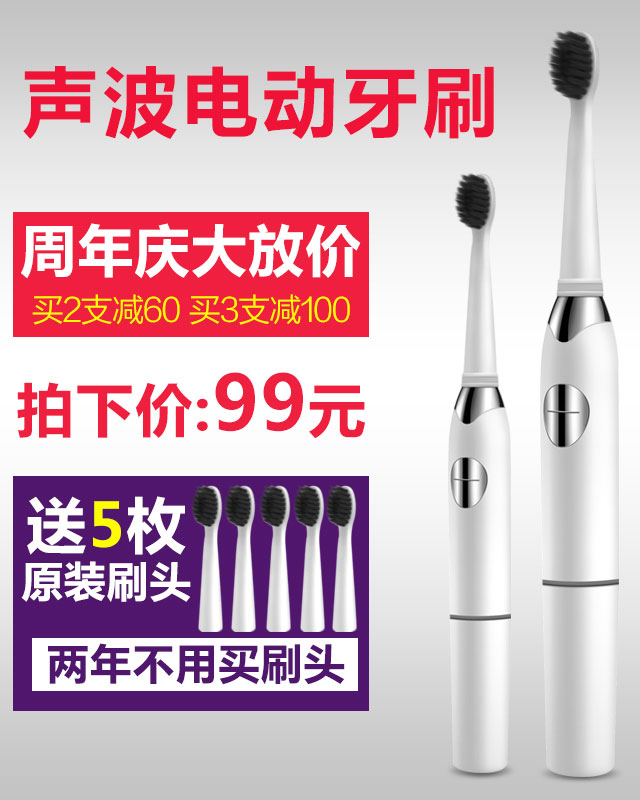 声波电动牙刷
周年庆大放价
买2支减60 买3支减100
拍下价:99元
送5枚
原装刷头
两年不用买刷头